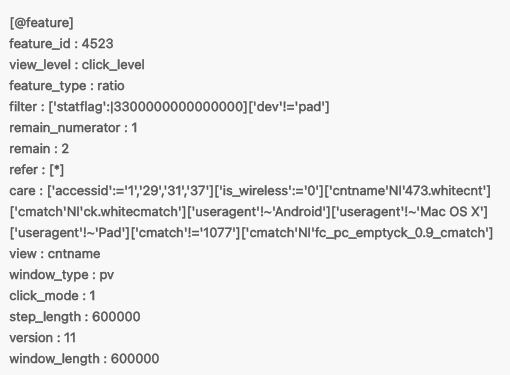 [@feature]
feature_id : 4523
view_level : click_level
feature_type : ratio
filter : ['statflag':|3300000000000000]['dev'!='pad']
remain_numerator : 1
remain : 2
refer : [*]
care : ['accessid':='1','29','31','37']['is_wireless':='0']['cntname'NI'473.whitecnt']
['cmatch'NI'ck.whitecmatch']['useragent'!~'Android']['useragent'!~'Mac OS X']
['useragent'!~'Pad']['cmatch'!='1077']['cmatch'NI'fc_pc_emptyck_0.9_cmatch']
view : cntname
window_type : pv
click_mode : 1
step_length : 600000
version : 11
window_length : 600000